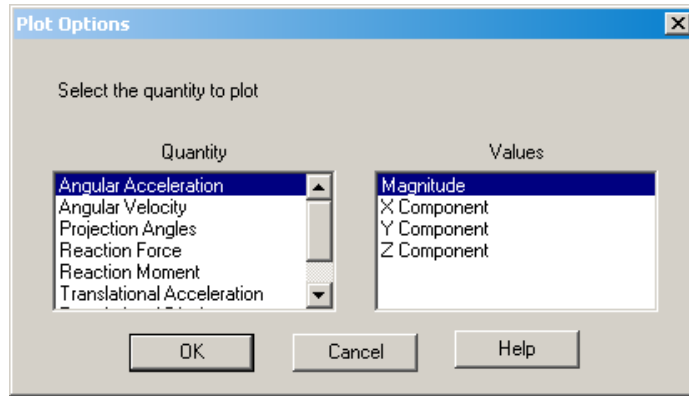 Plot Options
Select the quantity to plot
Quantity
Angular Acceleration
Angular Velocity
Projection Angles
Reaction Force
Reaction Moment
Translational Acceleration
Values
Magnitude
X Component
Y Component
Z Component
OK
Cancel
Help